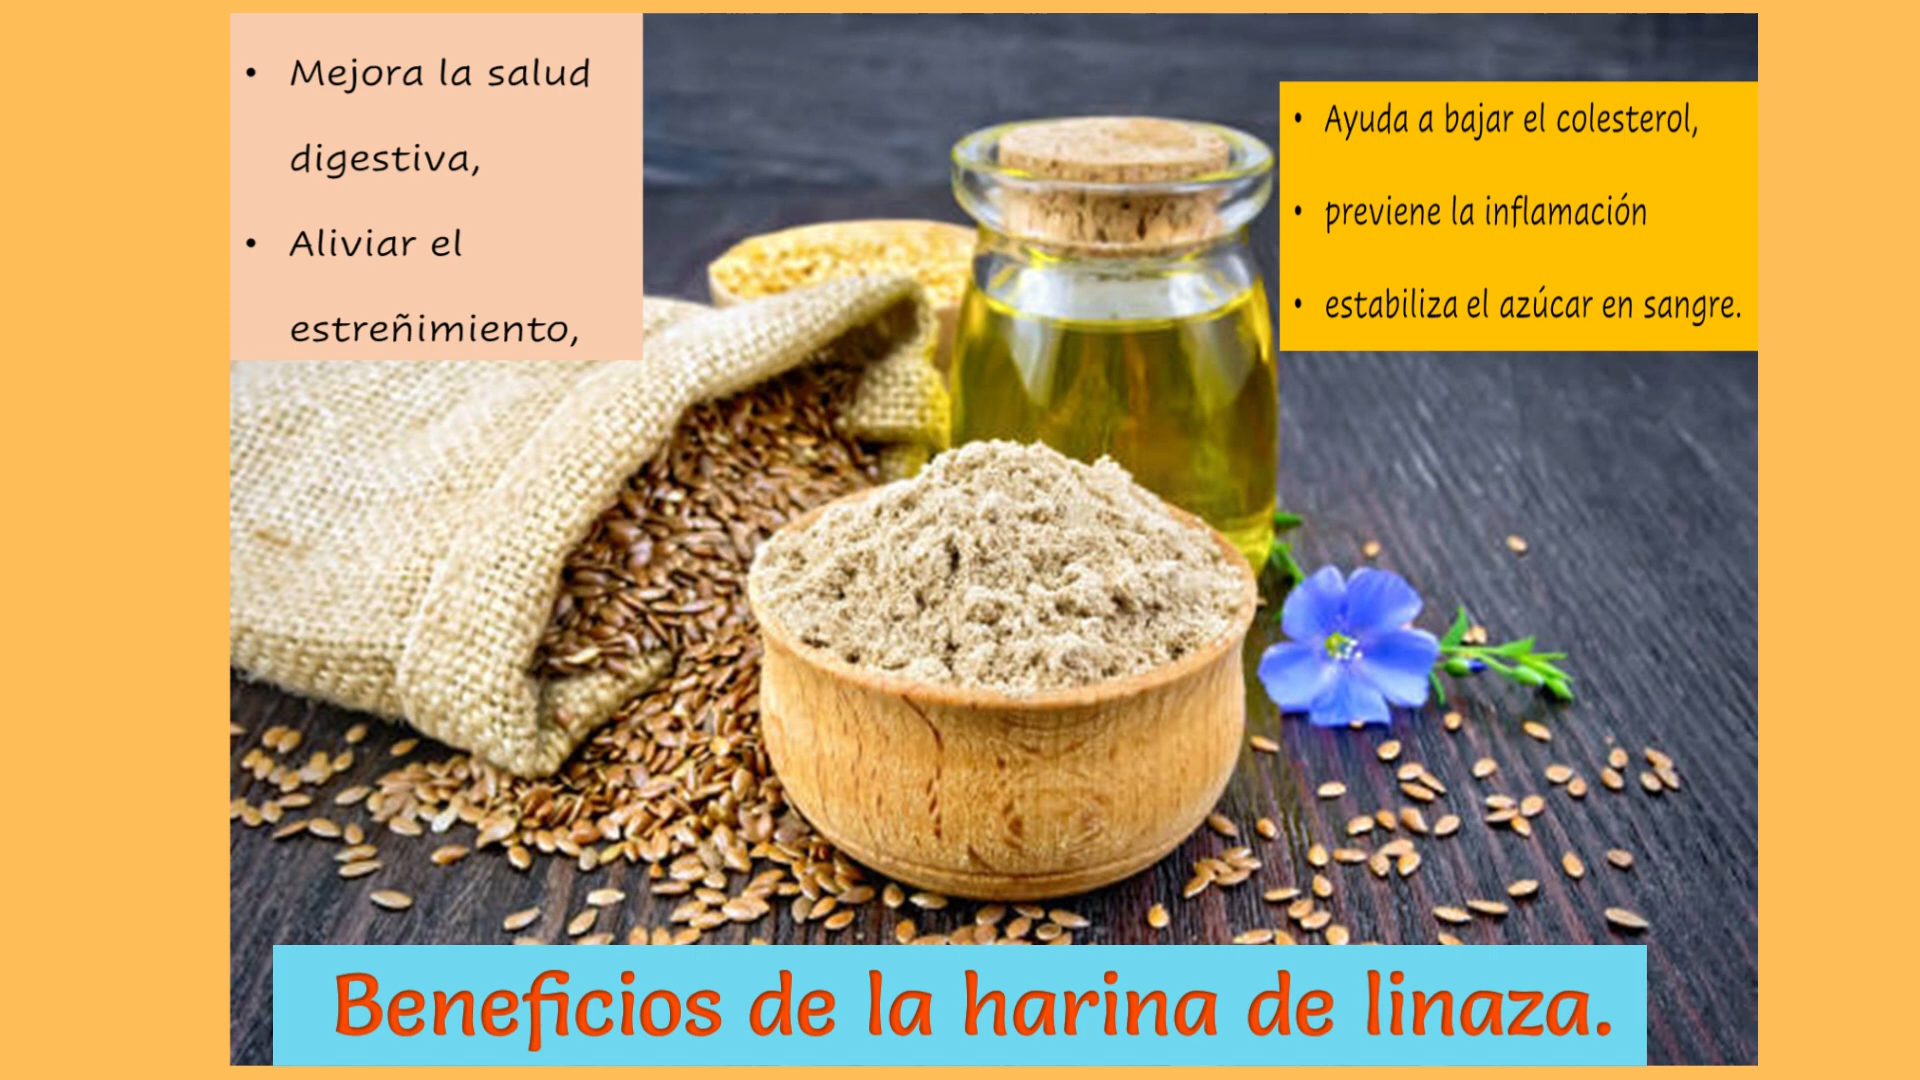 • Mejora la salud
digestiva,
• Aliviar el
estreñimiento,
• Ayuda a bajar el colesterol,
• previene la inflamación
• estabiliza el azúcar en sangre.
Beneficios de la harina de linaza.